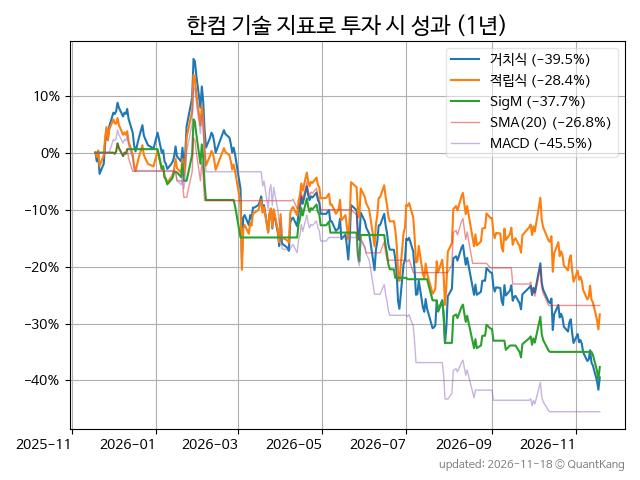 한컴 기술 지표로 투자 시 성과 (1년)
거치식 (−39.5%)
적립식 (−28.4%)
SigM (−37.7%)
SMA(20) (−26.8%)
MACD (−45.5%)
10%
0%
−10%
−20%
−30%
−40%
2025-11 2026-01 2026-03 2026-05 2026-07 2026-09 2026-11
updated: 2026-11-18 © QuantKang